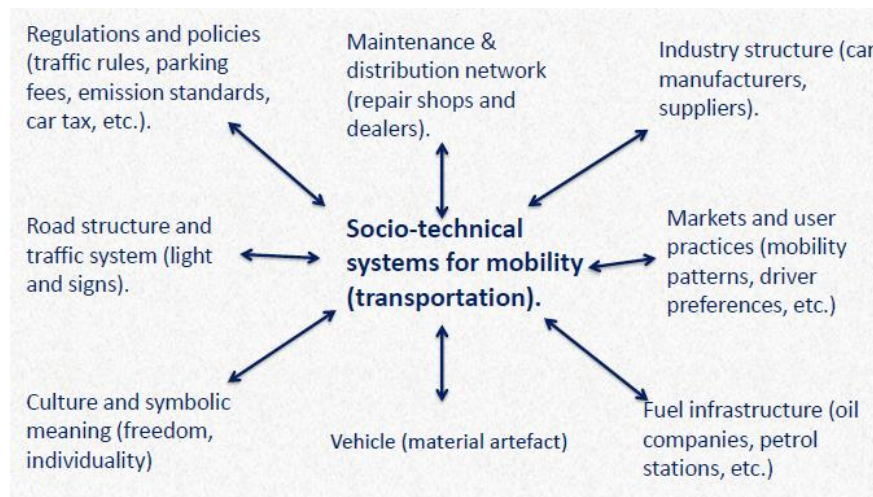 Regulations and policies
(traffic rules, parking
fees, emission standards,
car tax, etc.).
Maintenance &
distribution network
(repair shops and
dealers).
Industry structure (car
manufacturers,
suppliers).
Road structure and
traffic system (light
and signs).
Socio-technical
systems for mobility
(transportation).
Markets and user
practices (mobility
patterns, driver
preferences, etc.)
Culture and symbolic
meaning (freedom,
individuality)
Vehicle (material artefact)
Fuel infrastructure (oil
companies, petrol
stations, etc.)